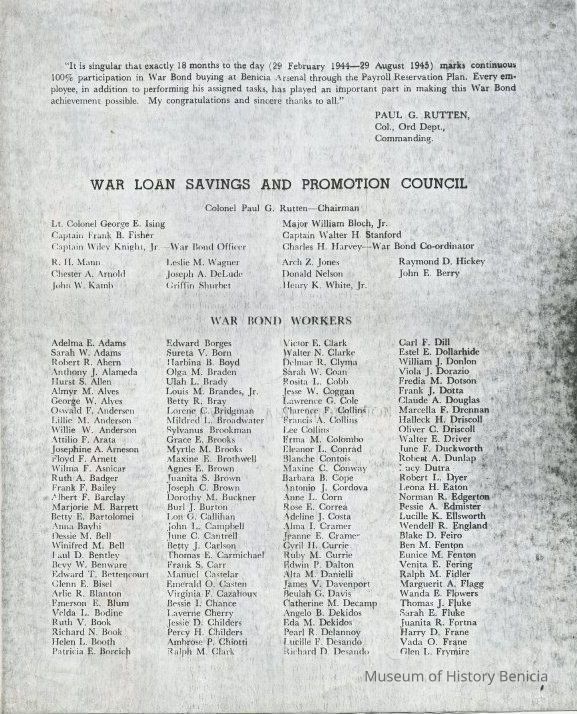 "It is singular that exactly 18 months to the day (29 February 1944—29 August 1945) marks continuous
100% participation in War Bond buying at Benicia Arsenal through the Payroll Reservation Plan. Every em-
ployee, in addition to performing his assigned tasks, has played an important part in making this War Bond
achievement possible. My congratulations and sincere thanks to all."
PAUL G. RUTTEN,
Col., Ord Dept.,
Commanding.
WAR LOAN SAVINGS AND PROMOTION COUNCIL
Colonel Paul G. Rutten—Chairman
Lt. Colonel George E. Ising
Captain Frank B. Fisher
Captain Wiley Knight, Jr—War Bond Officer
Major William Bloch, Jr.
Captain Walter H. Stanford
Charles H. Harvey—War Bond Co-ordinator
R. H. Mann
Chester A. Arnold
John W. Kamb
Leslie M. Wagner
Joseph A. DeLude
Griffin Shurbet
Arch Z. Jones
Donald Nelson
Henry K. White, Jr.
Raymond D. Hickey
John E. Berry
WAR BOND WORKERS
Adelma E. Adams
Sarah W. Adams
Robert R. Ahern
Anthony J. Alameda
Hurst S. Allen
Almyr M. Alves
George W. Alves
Oswald F. Andersen
Lillie M. Anderson
Willie W. Anderson
Attilio F. Arata
Josephine A. Arneson
Floyd F. Arnett
Wilma F. Asnicar
Ruth A. Badger
Frank F. Bailey
Albert F. Barclay
Marjorie M. Barrett
Betty E. Bartolomei
Anna Bayhi
Dessie M. Bell
Winifred M. Bell
Paul D. Bentley
Bevy W. Benware
Edward T. Bettencourt
Glenn E. Bisel
Arlie R. Blanton
Emerson E. Blum
Velda L. Bodine
Ruth V. Book
Richard N. Book
Helen L. Booth
Patricia E. Borcich
Edward Borges
Sureta V. Born
Harbina B. Boyd
Olga M. Braden
Ulah L. Brady
Louis M. Brandes, Jr.
Betty R. Bray
Lorene C. Bridgman
Mildred L. Broadwater
Sylvanus Brookman
Grace E. Brooks
Myrtle M. Brooks
Maxine E. Brothwell
Agnes E. Brown
Juanita S. Brown
Joseph C. Brown
Dorothy M. Buckner
Burl J. Burton
Lon G. Callihan
John L. Campbell
June C. Cantrell
Betty J. Carlson
Thomas E. Carmichael
Frank S. Carr
Manuel Castelar
Emerald O. Casten
Virginia F. Cazahoux
Bessie J. Chance
Laverne Cherry
Jessie D. Childers
Percy H. Childers
Ambrose P. Chiotti
Ralph M. Clark
Victor E. Clark
Walter N. Clarke
Delmar R. Clyma
Sarah W. Coan
Rosita L. Cobb
Jesse W. Coggan
Lawrence G. Cole
Clarence F. Collins
Francis A. Collins
Lee Collins
Erma M. Colombo
Eleanor L. Conrad
Blanche Contois
Maxine C. Conway
Barbara B. Cope
Antonio J. Cordova
Anne L. Corn
Rose E. Correa
Adeline J. Costa
Alma I. Cramer
Jeanne E. Cramer
Cyril H. Currie
Ruby M. Currie
Edwin P. Dalton
Alta M. Danielli
James V. Davenport
Beulah G. Davis
Catherine M. Decamp
Angelo B. Dekidos
Eda M. Dekidos
Pearl R. Delannoy
Lucille F. Desando
Richard D. Desando
Carl F. Dill
Estel E. Dollarhide
William J. Donlon
Viola J. Dorazio
Fredia M. Dotson
Frank J. Dotta
Claude A. Douglas
Marcella F. Drennan
Halleck H. Driscoll
Oliver C. Driscoll
Walter E. Driver
June F. Duckworth
Robert A. Dunlap
Lucy Dutra
Robert L. Dyer
Leona H. Eaton
Norman R. Edgerton
Bessie A. Edmister
Lucille K. Ellsworth
Wendell R. England
Blake D. Feiro
Ben M. Fenton
Eunice M. Fenton
Venita E. Fering
Ralph M. Fidler
Marguerit A. Flagg
Wanda E. Flowers
Thomas J. Fluke
Sarah E. Fluke
Juanita R. Fortna
Harry D. Frane
Vada O. Frane
Glen L. Frymire
Museum of History Benicia